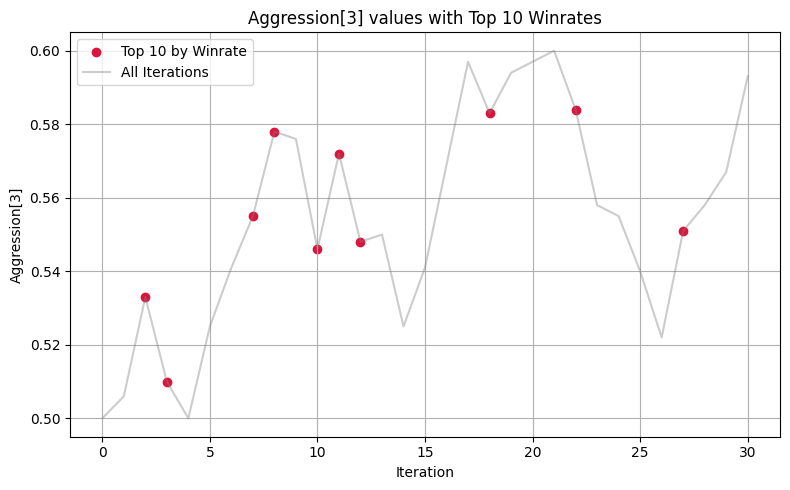 Aggression[3] values with Top 10 Winrates
Top 10 by Winrate
All Iterations
Aggression[3]
0.60
0.58
0.56
0.54
0.52
0.50
0 5 10 15 20 25 30
Iteration